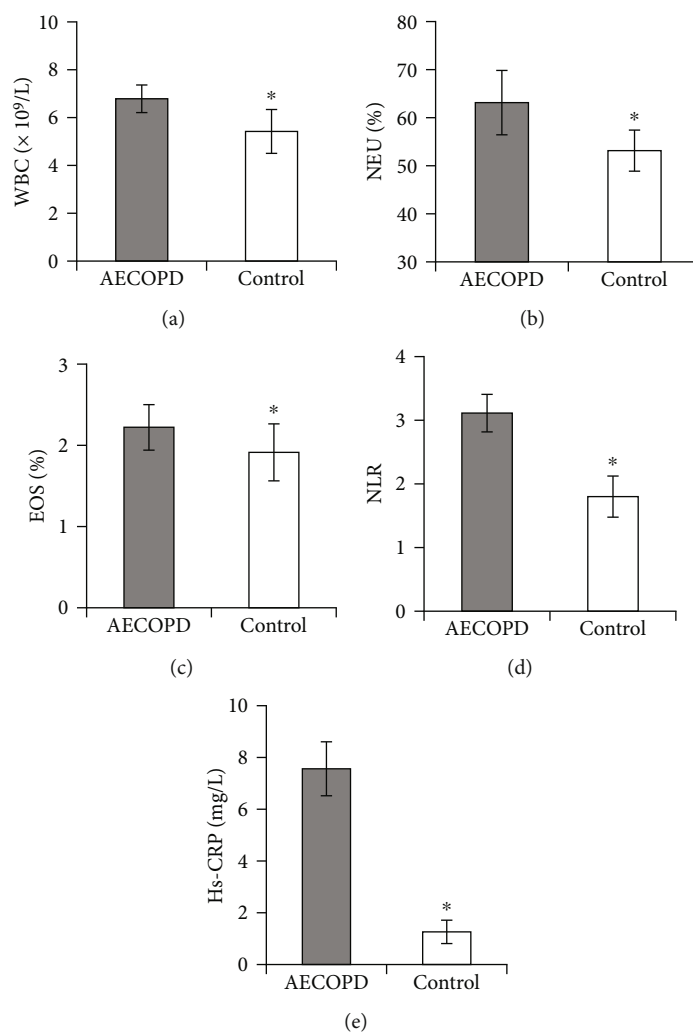 WBC (× 10⁹/L)
8
6
4
2
0
*
AECOPD Control
(a)
NEU (%)
80
70
60
50
40
30
*
AECOPD Control
(b)
EOS (%)
3
2
1
0
*
AECOPD Control
(c)
NLR
4
3
2
1
0
*
AECOPD Control
(d)
Hs-CRP (mg/L)
10
8
6
4
2
0
*
AECOPD Control
(e)